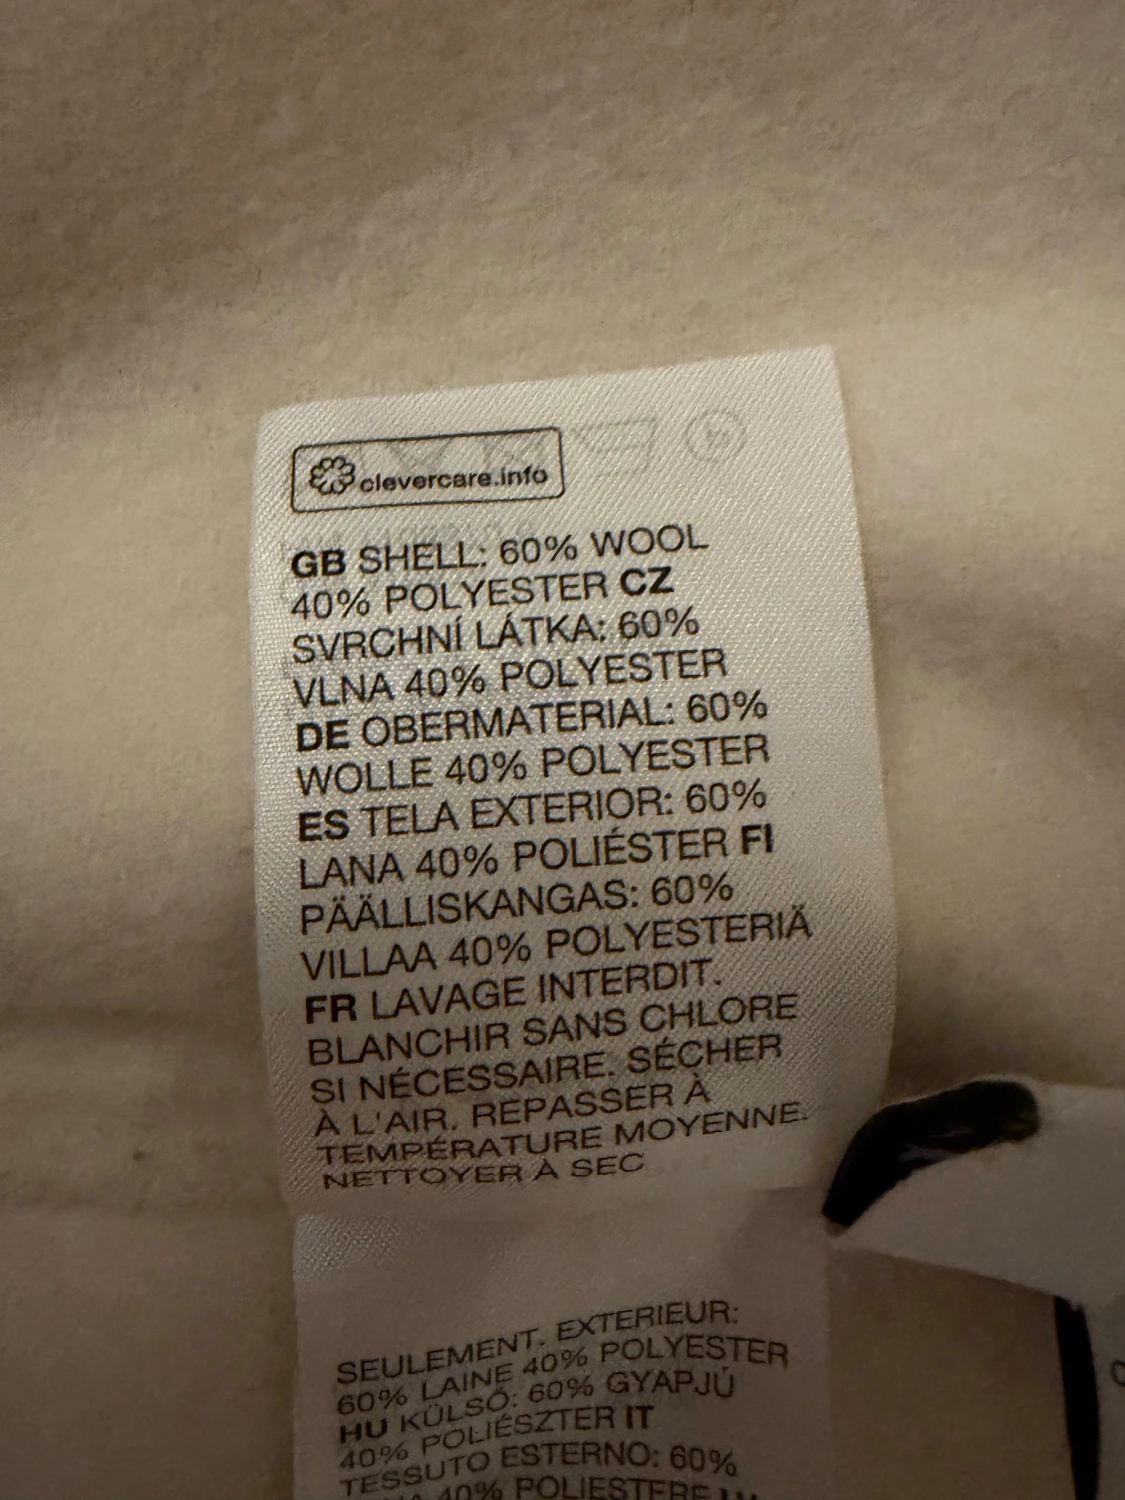 clevercare.info
GB SHELL: 60% WOOL
40% POLYESTER CZ
SVRCHNÍ LÁTKA: 60%
VLNA 40% POLYESTER
DE OBERMATERIAL: 60%
WOLLE 40% POLYESTER
ES TELA EXTERIOR: 60%
LANA 40% POLIÉSTER FI
PÄÄLLISKANGAS: 60%
VILLAA 40% POLYESTERIÄ
FR LAVAGE INTERDIT.
BLANCHIR SANS CHLORE
SI NÉCESSAIRE. SÉCHER
À L'AIR. REPASSER À
TEMPÉRATURE MOYENNE.
NETTOYER À SEC
SEULEMENT. EXTERIEUR:
60% LAINE 40% POLYESTER
HU KÜLSŐ: 60% GYAPJÚ
40% POLIÉSZTER IT
TESSUTO ESTERNO: 60%
40% POLIESTERE